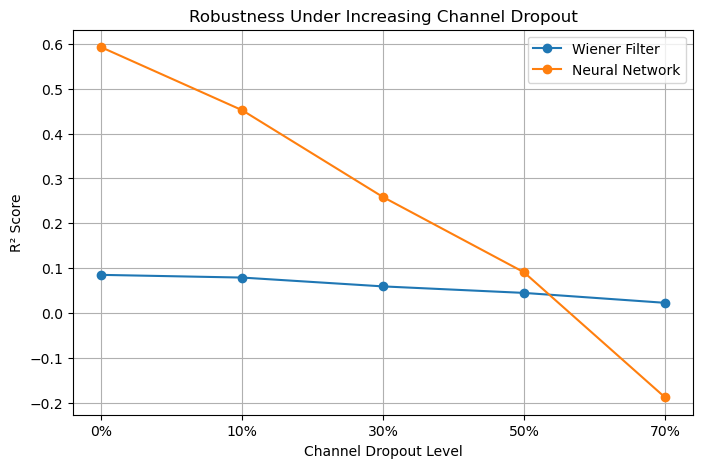 Robustness Under Increasing Channel Dropout
Wiener Filter
Neural Network
R² Score
0.6
0.5
0.4
0.3
0.2
0.1
0.0
−0.1
−0.2
0% 10% 30% 50% 70%
Channel Dropout Level